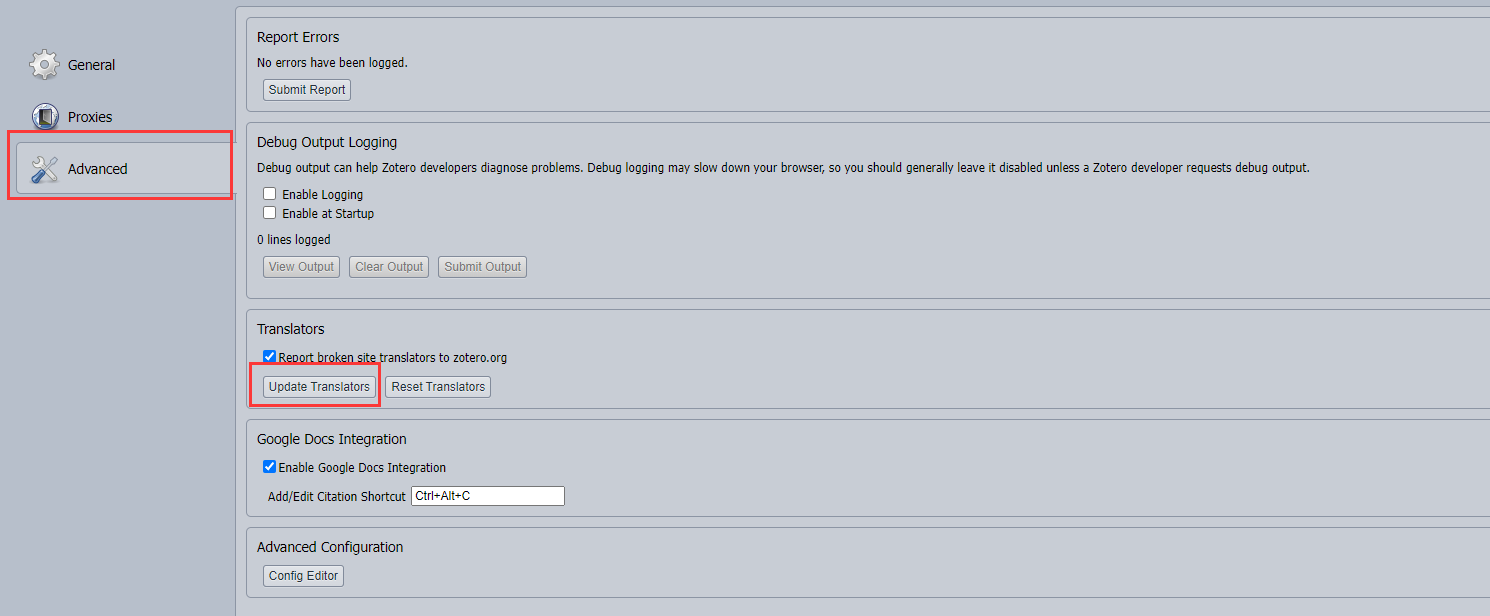 General
Proxies
Advanced
Report Errors
No errors have been logged.
Submit Report
Debug Output Logging
Debug output can help Zotero developers diagnose problems. Debug logging may slow down your browser, so you should generally leave it disabled unless a Zotero developer requests debug output.
Enable Logging
Enable at Startup
0 lines logged
View Output Clear Output Submit Output
Translators
Report broken site translators to zotero.org
Update Translators Reset Translators
Google Docs Integration
Enable Google Docs Integration
Add/Edit Citation Shortcut Ctrl+Alt+C
Advanced Configuration
Config Editor